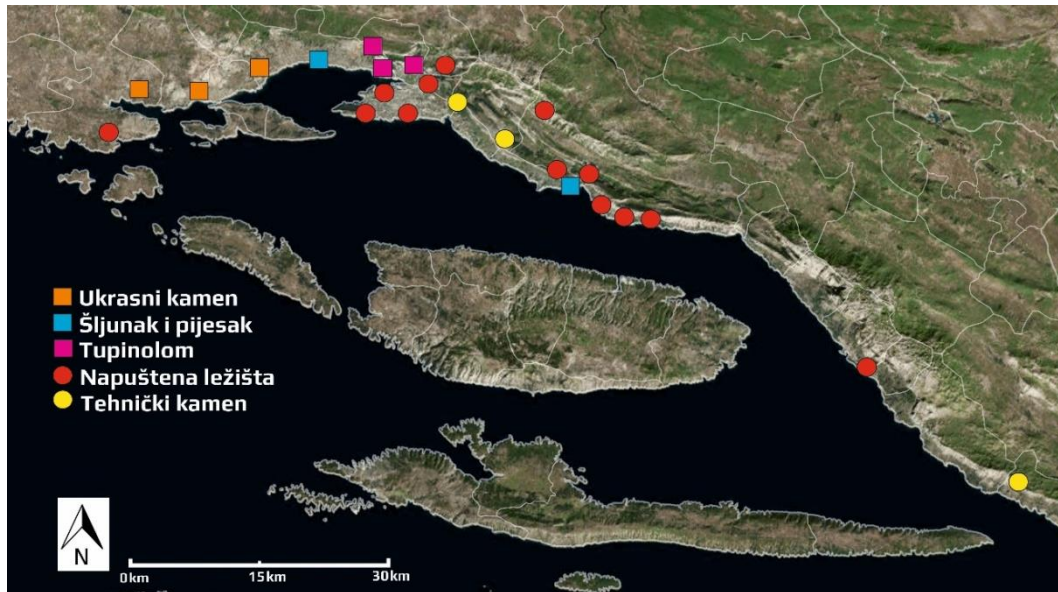 Ukrasni kamen
Šljunak i pijesak
Tupinolom
Napuštena ležišta
Tehnički kamen
N
0km 15km 30km